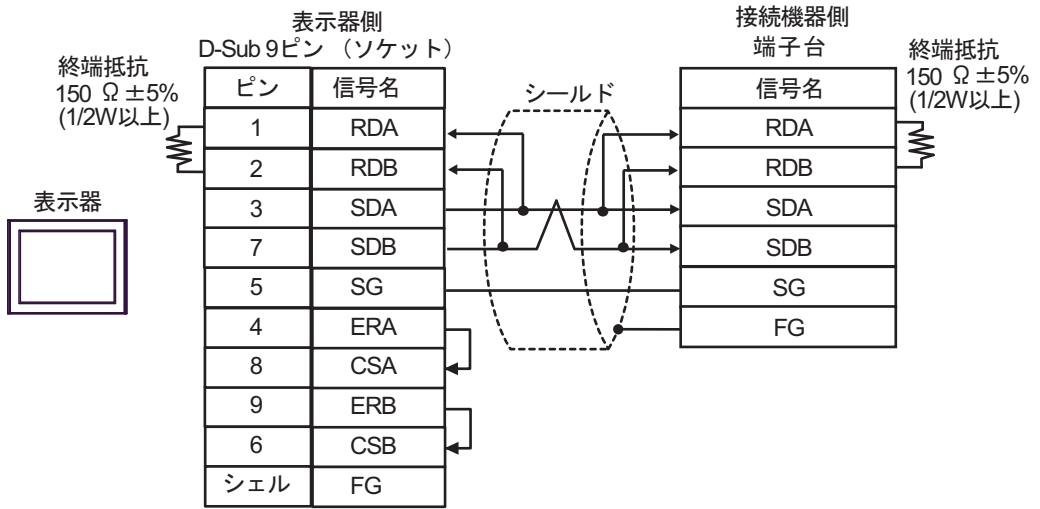 表示器側
D-Sub 9ピン （ソケット）
終端抵抗
150 Ω ±5%
(1/2W以上)
ピン 信号名
1 RDA
2 RDB
3 SDA
7 SDB
5 SG
4 ERA
8 CSA
9 ERB
6 CSB
シェル FG
表示器
シールド
接続機器側
端子台
信号名
RDA
RDB
SDA
SDB
SG
FG
終端抵抗
150 Ω ±5%
(1/2W以上)